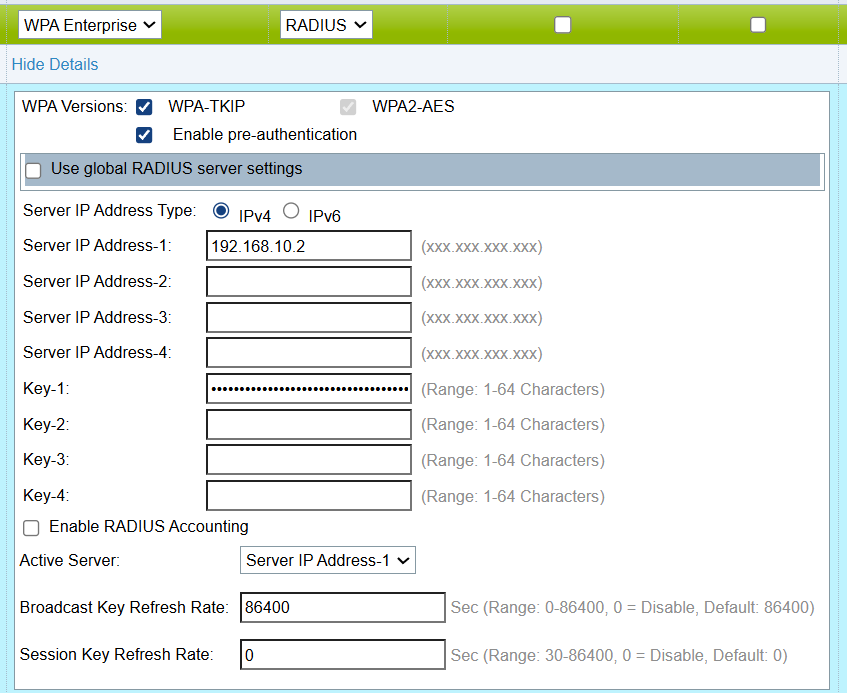 WPA Enterprise RADIUS
Hide Details
WPA Versions: WPA-TKIP WPA2-AES
Enable pre-authentication
Use global RADIUS server settings
Server IP Address Type: IPv4 IPv6
Server IP Address-1: 192.168.10.2 (xxx.xxx.xxx.xxx)
Server IP Address-2: (xxx.xxx.xxx.xxx)
Server IP Address-3: (xxx.xxx.xxx.xxx)
Server IP Address-4: (xxx.xxx.xxx.xxx)
Key-1: •••••••••••••••••••••••••••••••••• (Range: 1-64 Characters)
Key-2: (Range: 1-64 Characters)
Key-3: (Range: 1-64 Characters)
Key-4: (Range: 1-64 Characters)
Enable RADIUS Accounting
Active Server: Server IP Address-1
Broadcast Key Refresh Rate: 86400 Sec (Range: 0-86400, 0 = Disable, Default: 86400)
Session Key Refresh Rate: 0 Sec (Range: 30-86400, 0 = Disable, Default: 0)